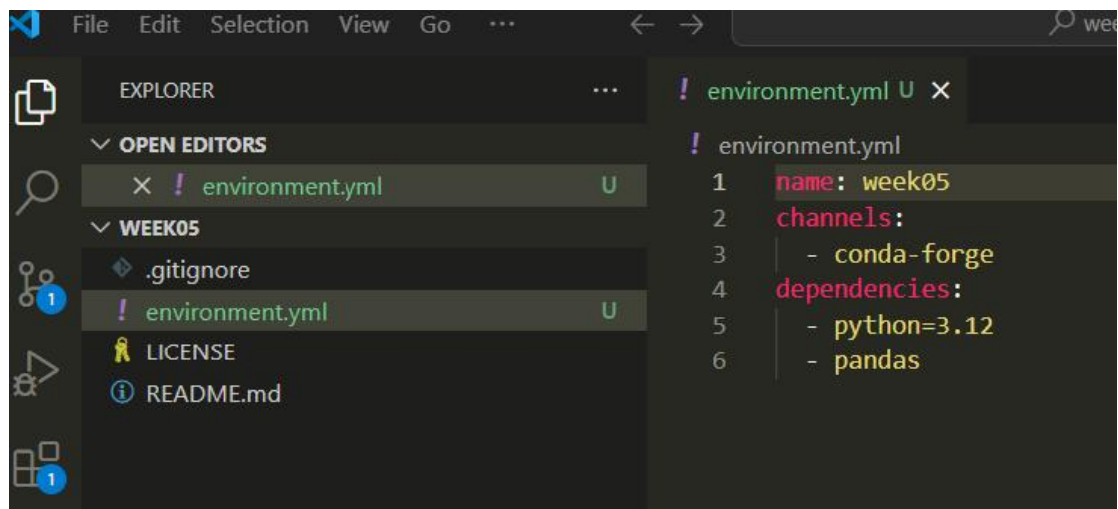 File Edit Selection View Go ··· ← →
EXPLORER ···
OPEN EDITORS
× ! environment.yml U
WEEK05
.gitignore
! environment.yml U
LICENSE
README.md
1
1
! environment.yml U ×
! environment.yml
1 name: week05
2 channels:
3 - conda-forge
4 dependencies:
5 - python=3.12
6 - pandas